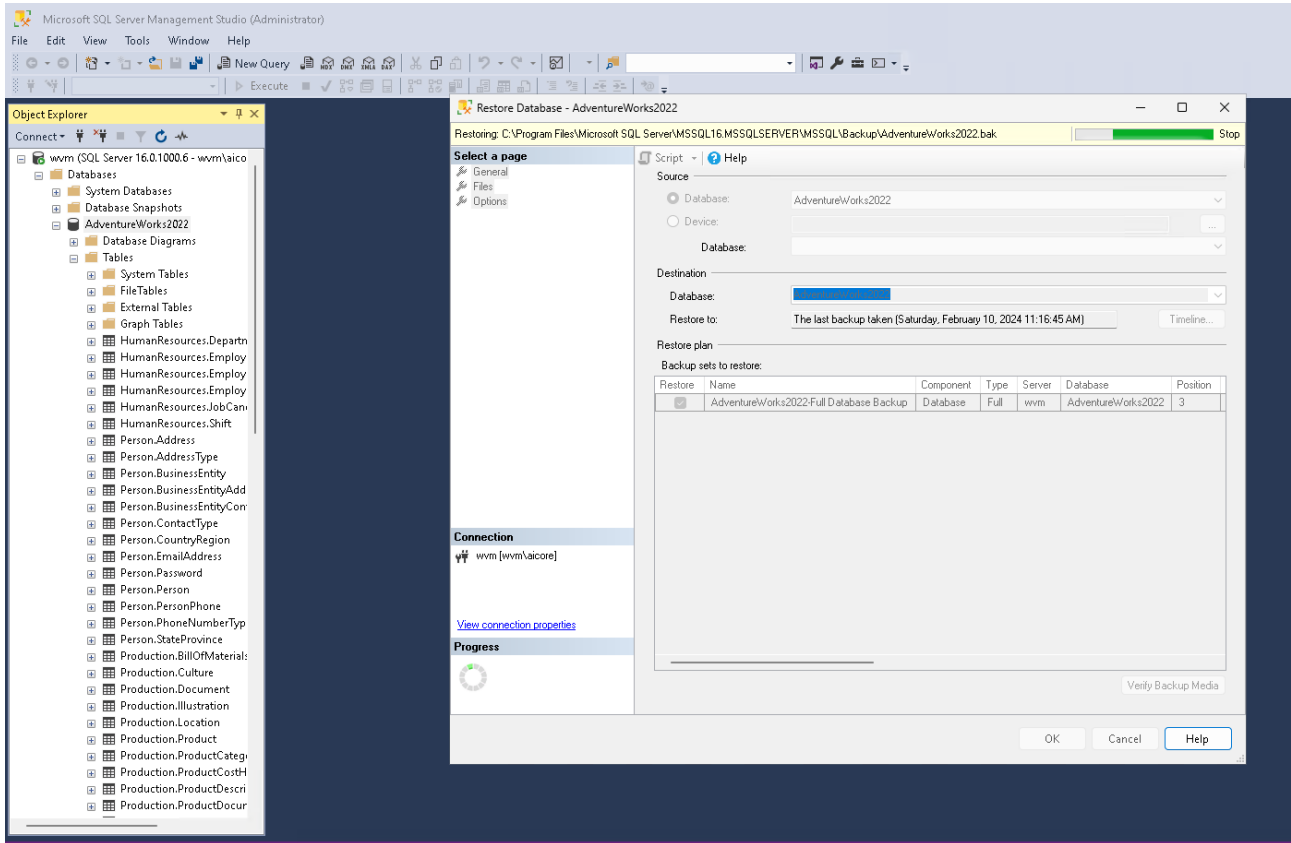 Microsoft SQL Server Management Studio (Administrator)
File Edit View Tools Window Help
New Query MDX DMX XMLA DAX
Execute
Object Explorer
Connect
wvm (SQL Server 16.0.1000.6 - wvm\aico
Databases
System Databases
Database Snapshots
AdventureWorks2022
Database Diagrams
Tables
System Tables
FileTables
External Tables
Graph Tables
HumanResources.Departn
HumanResources.Employ
HumanResources.Employ
HumanResources.Employ
HumanResources.JobCan
HumanResources.Shift
Person.Address
Person.AddressType
Person.BusinessEntity
Person.BusinessEntityAdd
Person.BusinessEntityCon
Person.ContactType
Person.CountryRegion
Person.EmailAddress
Person.Password
Person.Person
Person.PersonPhone
Person.PhoneNumberTyp
Person.StateProvince
Production.BillOfMaterials
Production.Culture
Production.Document
Production.Illustration
Production.Location
Production.Product
Production.ProductCateg
Production.ProductCostH
Production.ProductDescri
Production.ProductDocur
Restore Database - AdventureWorks2022
Restoring: C:\Program Files\Microsoft SQL Server\MSSQL16.MSSQLSERVER\MSSQL\Backup\AdventureWorks2022.bak Stop
Select a page
General
Files
Options
Connection
wvm [wvm\aicore]
View connection properties
Progress
Script Help
Source
Database: AdventureWorks2022
Device: ...
Database:
Destination
Database: AdventureWorks2022
Restore to: The last backup taken (Saturday, February 10, 2024 11:16:45 AM) Timeline...
Restore plan
Backup sets to restore:
Restore Name Component Type Server Database Position
AdventureWorks2022-Full Database Backup Database Full wvm AdventureWorks2022 3
Verify Backup Media
OK Cancel Help